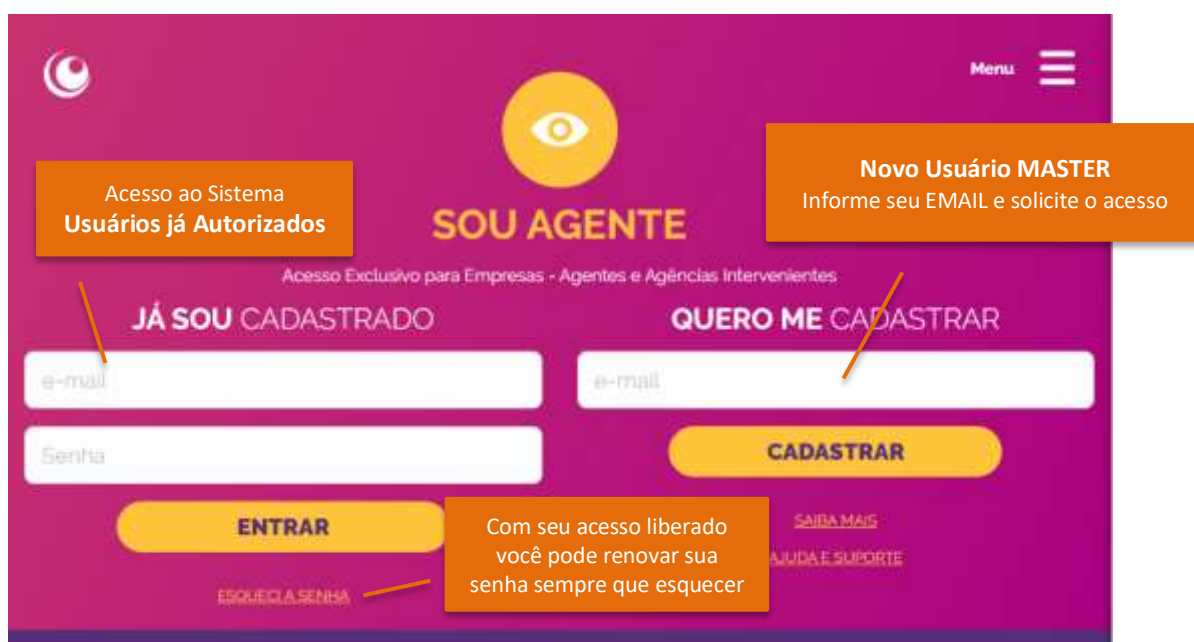 Menu
Novo Usuário MASTER
Informe seu EMAIL e solicite o acesso
Acesso ao Sistema
Usuários já Autorizados
SOU AGENTE
Acesso Exclusivo para Empresas - Agentes e Agências Intervenientes
JÁ SOU CADASTRADO
QUERO ME CADASTRAR
e-mail
e-mail
Senha
CADASTRAR
ENTRAR
Com seu acesso liberado
você pode renovar sua
senha sempre que esquecer
SAIBA MAIS
AJUDA E SUPORTE
ESQUECI A SENHA